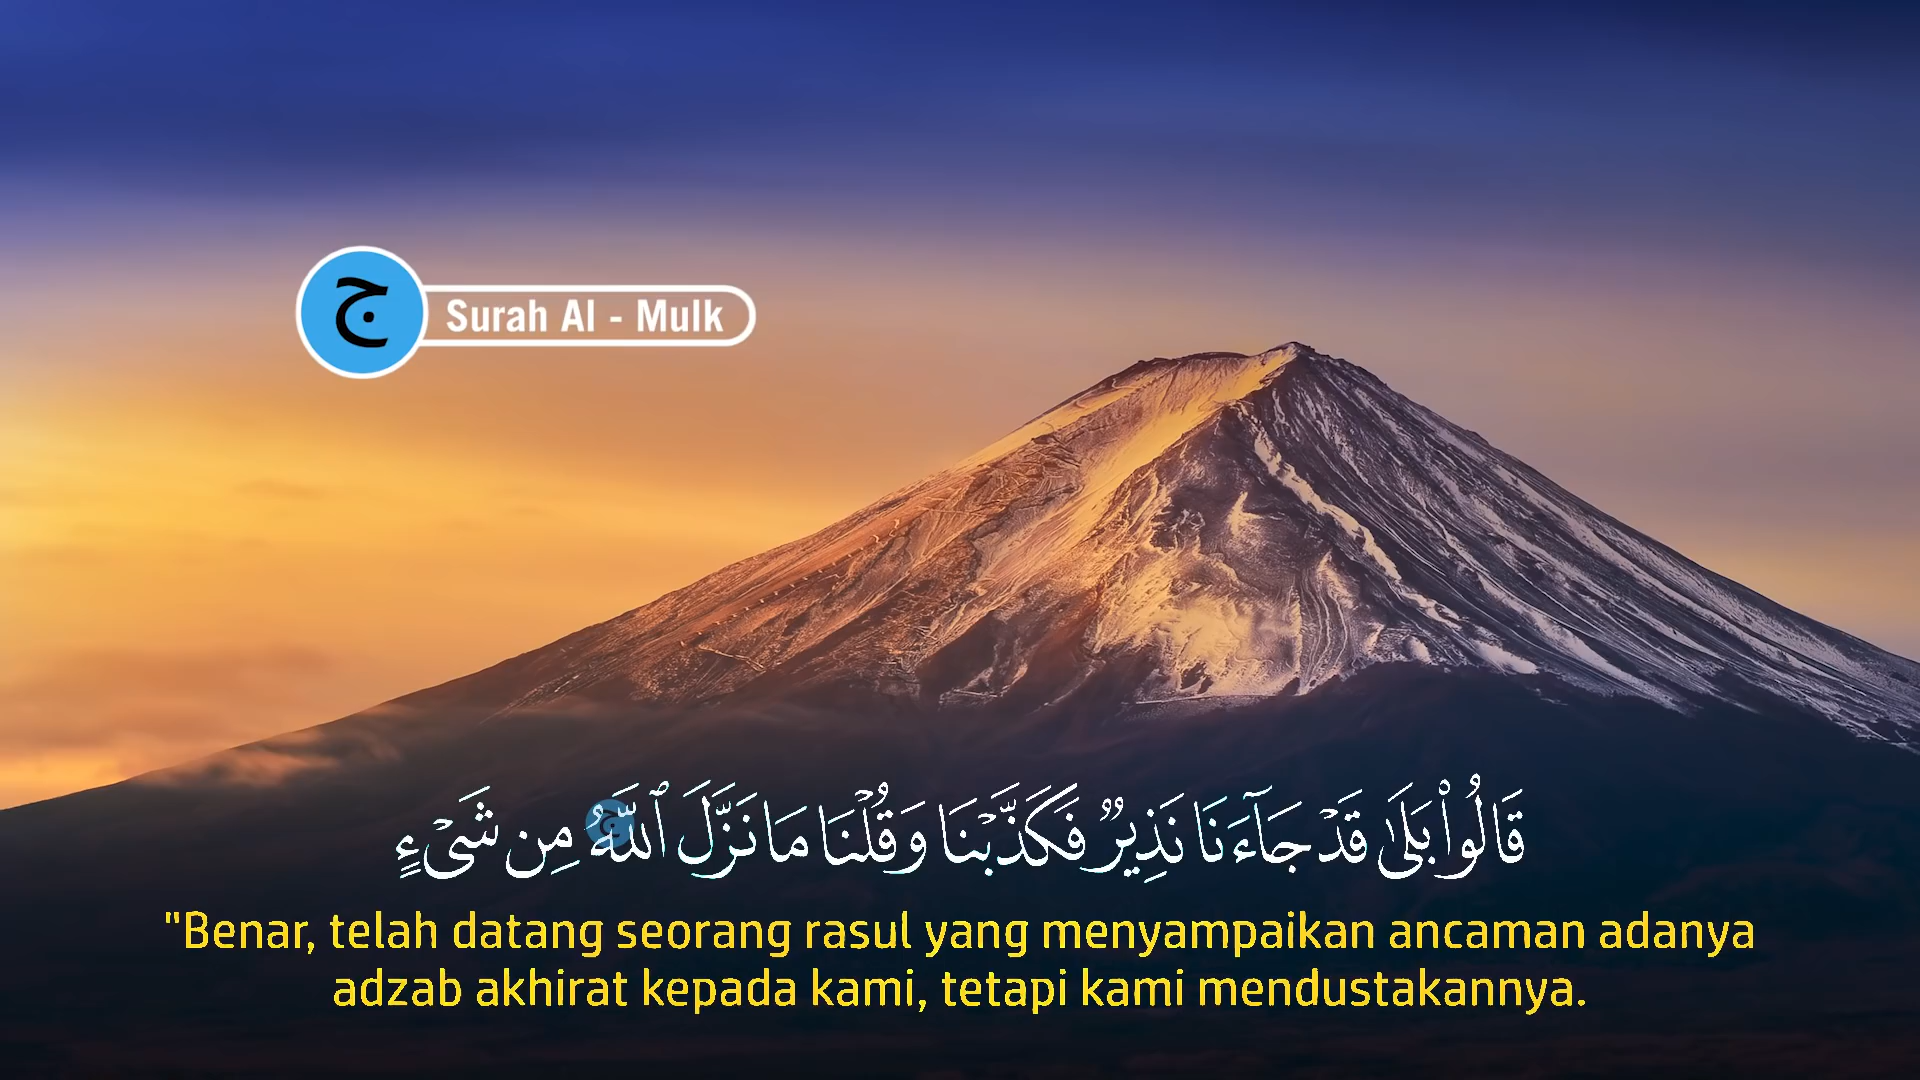 ج
Surah Al - Mulk
قَالُوا۟ بَلَىٰ قَدْ جَآءَنَا نَذِيرٌ فَكَذَّبْنَا وَقُلْنَا مَا نَزَّلَ ٱللَّهُ مِن شَىْءٍ
"Benar, telah datang seorang rasul yang menyampaikan ancaman adanya
adzab akhirat kepada kami, tetapi kami mendustakannya.